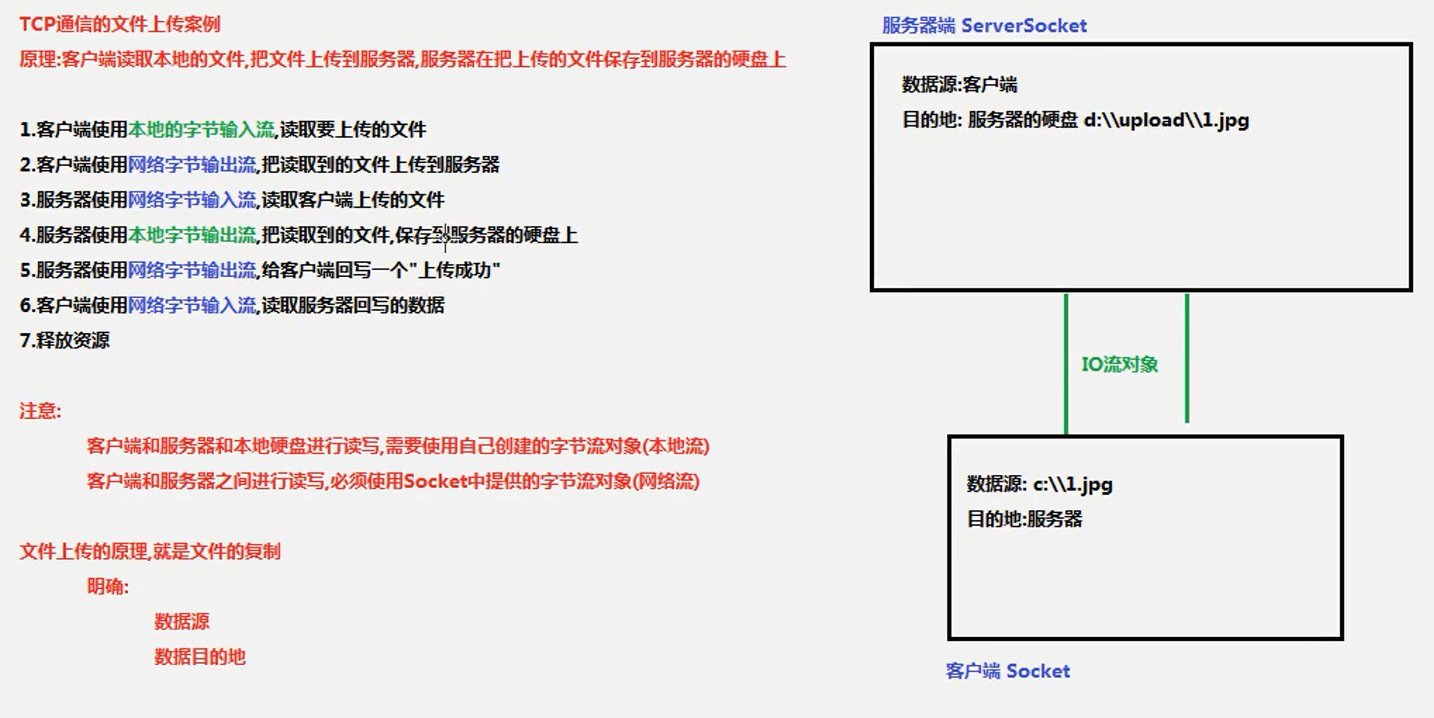 TCP通信的文件上传案例
原理:客户端读取本地的文件,把文件上传到服务器,服务器在把上传的文件保存到服务器的硬盘上
1.客户端使用本地的字节输入流,读取要上传的文件
2.客户端使用网络字节输出流,把读取到的文件上传到服务器
3.服务器使用网络字节输入流,读取客户端上传的文件
4.服务器使用本地字节输出流,把读取到的文件,保存到服务器的硬盘上
5.服务器使用网络字节输出流,给客户端回写一个"上传成功"
6.客户端使用网络字节输入流,读取服务器回写的数据
7.释放资源
注意:
客户端和服务器和本地硬盘进行读写,需要使用自己创建的字节流对象(本地流)
客户端和服务器之间进行读写,必须使用Socket中提供的字节流对象(网络流)
文件上传的原理,就是文件的复制
明确:
数据源
数据目的地
服务器端 ServerSocket
数据源:客户端
目的地: 服务器的硬盘 d:\\upload\\1.jpg
IO流对象
数据源: c:\\1.jpg
目的地:服务器
客户端 Socket